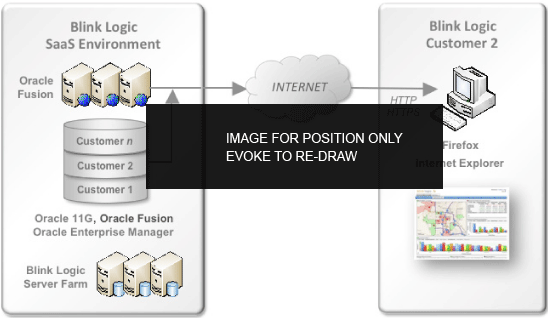 Blink Logic
SaaS Environment
Oracle
Fusion
Customer n
Customer 2
Customer 1
Oracle 11G, Oracle Fusion
Oracle Enterprise Manager
Blink Logic
Server Farm
INTERNET
IMAGE FOR POSITION ONLY
EVOKE TO RE-DRAW
Blink Logic
Customer 2
HTTP
HTTPS
Firefox
Internet Explorer